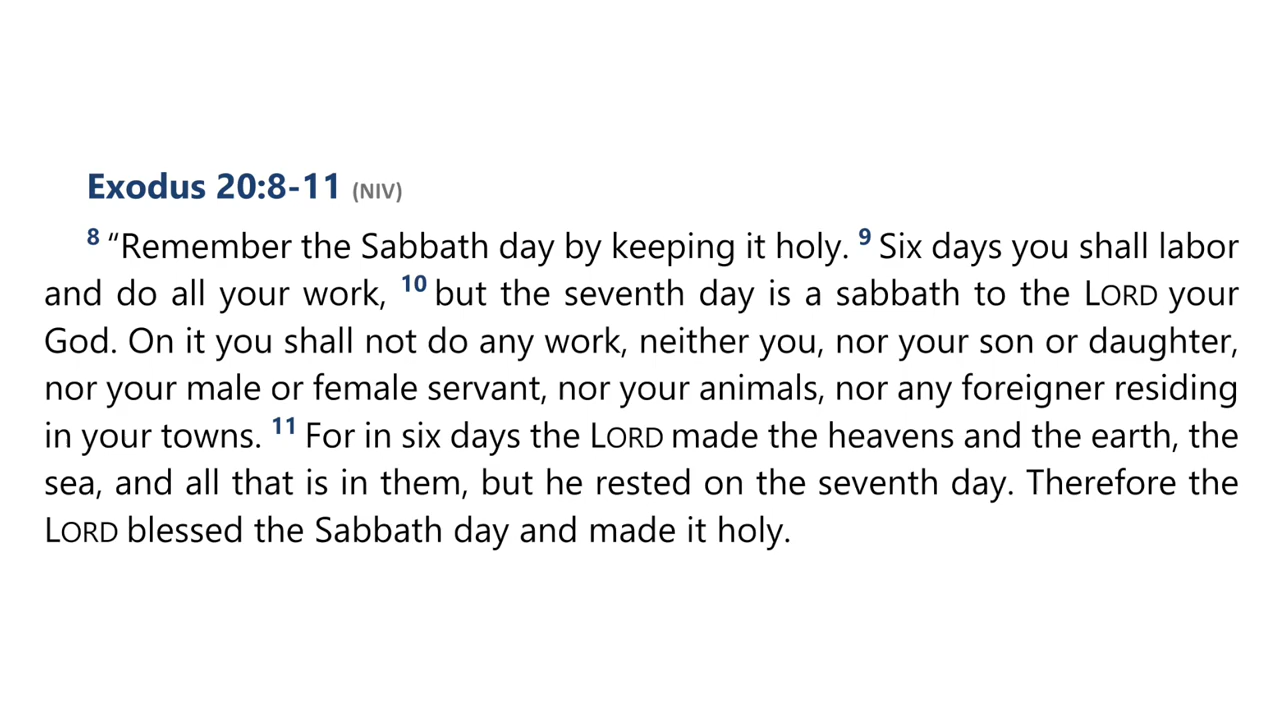 Exodus 20:8-11 (NIV)
8 “Remember the Sabbath day by keeping it holy. 9 Six days you shall labor
and do all your work, 10 but the seventh day is a sabbath to the LORD your
God. On it you shall not do any work, neither you, nor your son or daughter,
nor your male or female servant, nor your animals, nor any foreigner residing
in your towns. 11 For in six days the LORD made the heavens and the earth, the
sea, and all that is in them, but he rested on the seventh day. Therefore the
LORD blessed the Sabbath day and made it holy.